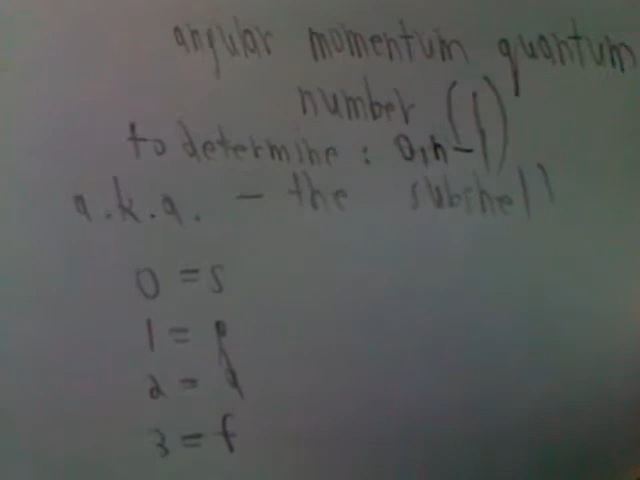 angular momentum quantum
number (l)
to determine : 0, n-1
a.k.a. - the subshell
0 = s
1 = p
2 = d
3 = f